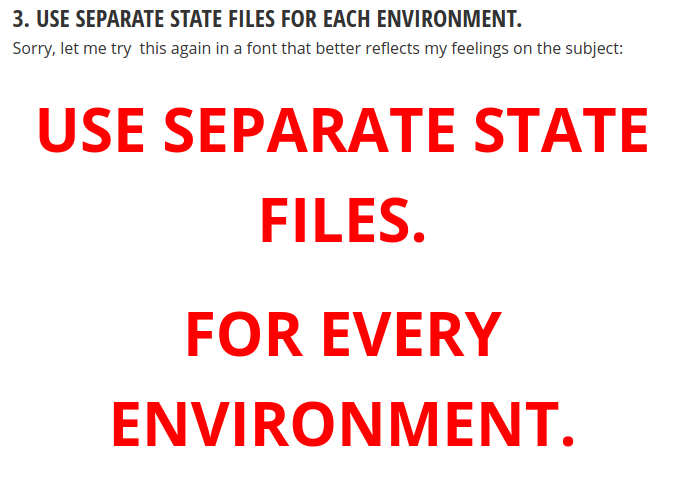 3. USE SEPARATE STATE FILES FOR EACH ENVIRONMENT.
Sorry, let me try  this again in a font that better reflects my feelings on the subject:
USE SEPARATE STATE
FILES.
FOR EVERY
ENVIRONMENT.